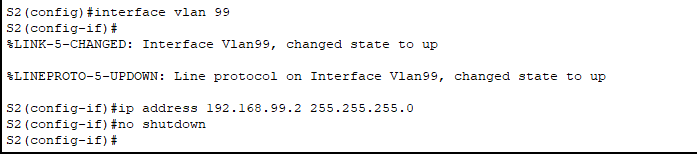 S2(config)#interface vlan 99
S2(config-if)#
%LINK-5-CHANGED: Interface Vlan99, changed state to up
%LINEPROTO-5-UPDOWN: Line protocol on Interface Vlan99, changed state to up
S2(config-if)#ip address 192.168.99.2 255.255.255.0
S2(config-if)#no shutdown
S2(config-if)#